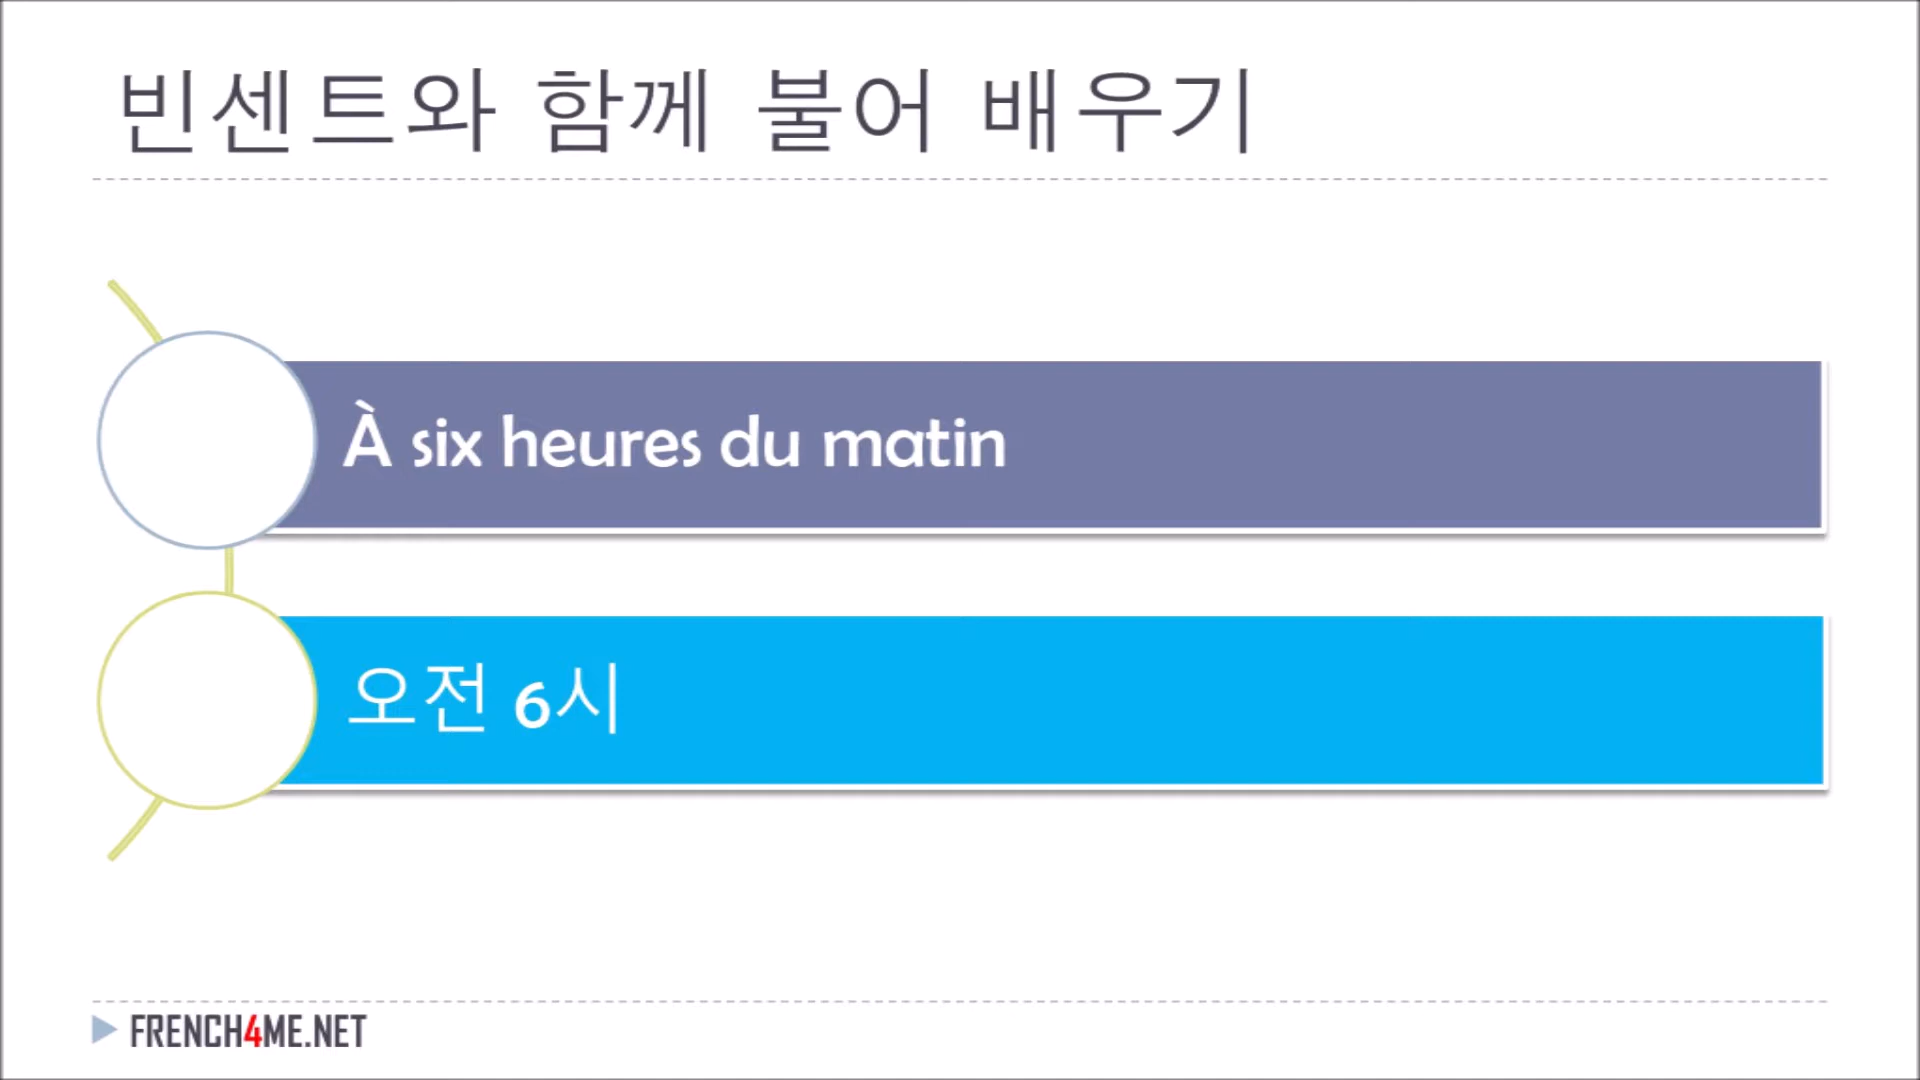 빈센트와 함께 불어 배우기
À six heures du matin
오전 6시
FRENCH4ME.NET